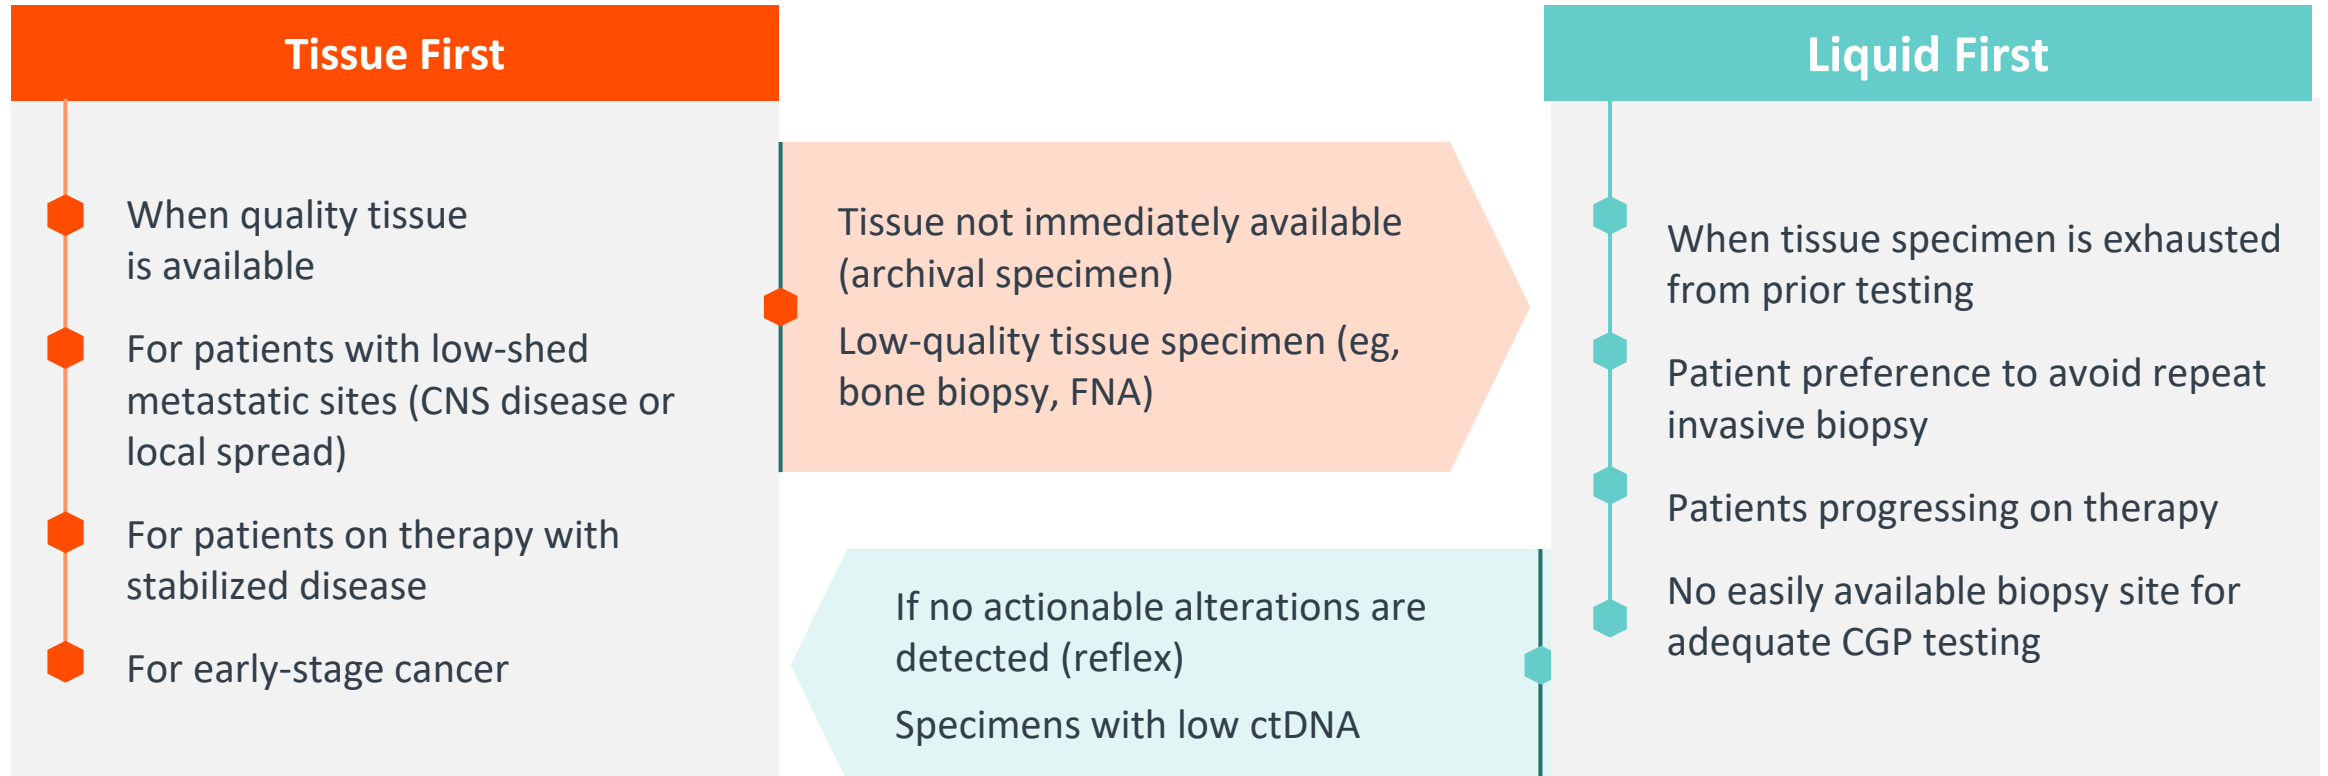 Tissue First
When quality tissue
is available
For patients with low-shed
metastatic sites (CNS disease or
local spread)
For patients on therapy with
stabilized disease
For early-stage cancer
Tissue not immediately available
(archival specimen)
Low-quality tissue specimen (eg,
bone biopsy, FNA)
If no actionable alterations are
detected (reflex)
Specimens with low ctDNA
Liquid First
When tissue specimen is exhausted
from prior testing
Patient preference to avoid repeat
invasive biopsy
Patients progressing on therapy
No easily available biopsy site for
adequate CGP testing